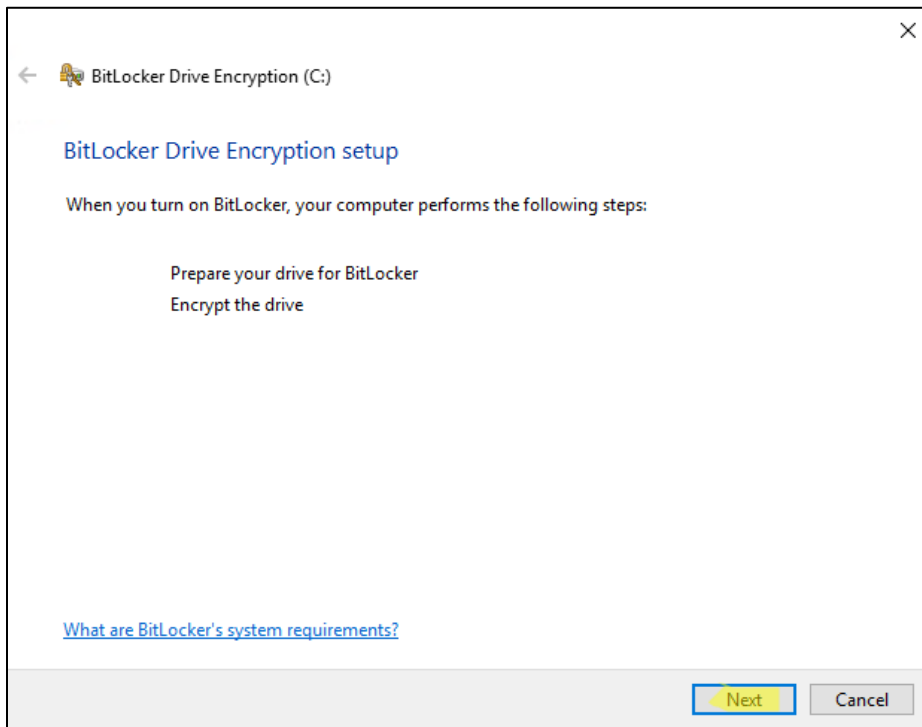 BitLocker Drive Encryption (C:)
BitLocker Drive Encryption setup
When you turn on BitLocker, your computer performs the following steps:
Prepare your drive for BitLocker
Encrypt the drive
What are BitLocker's system requirements?
Next Cancel